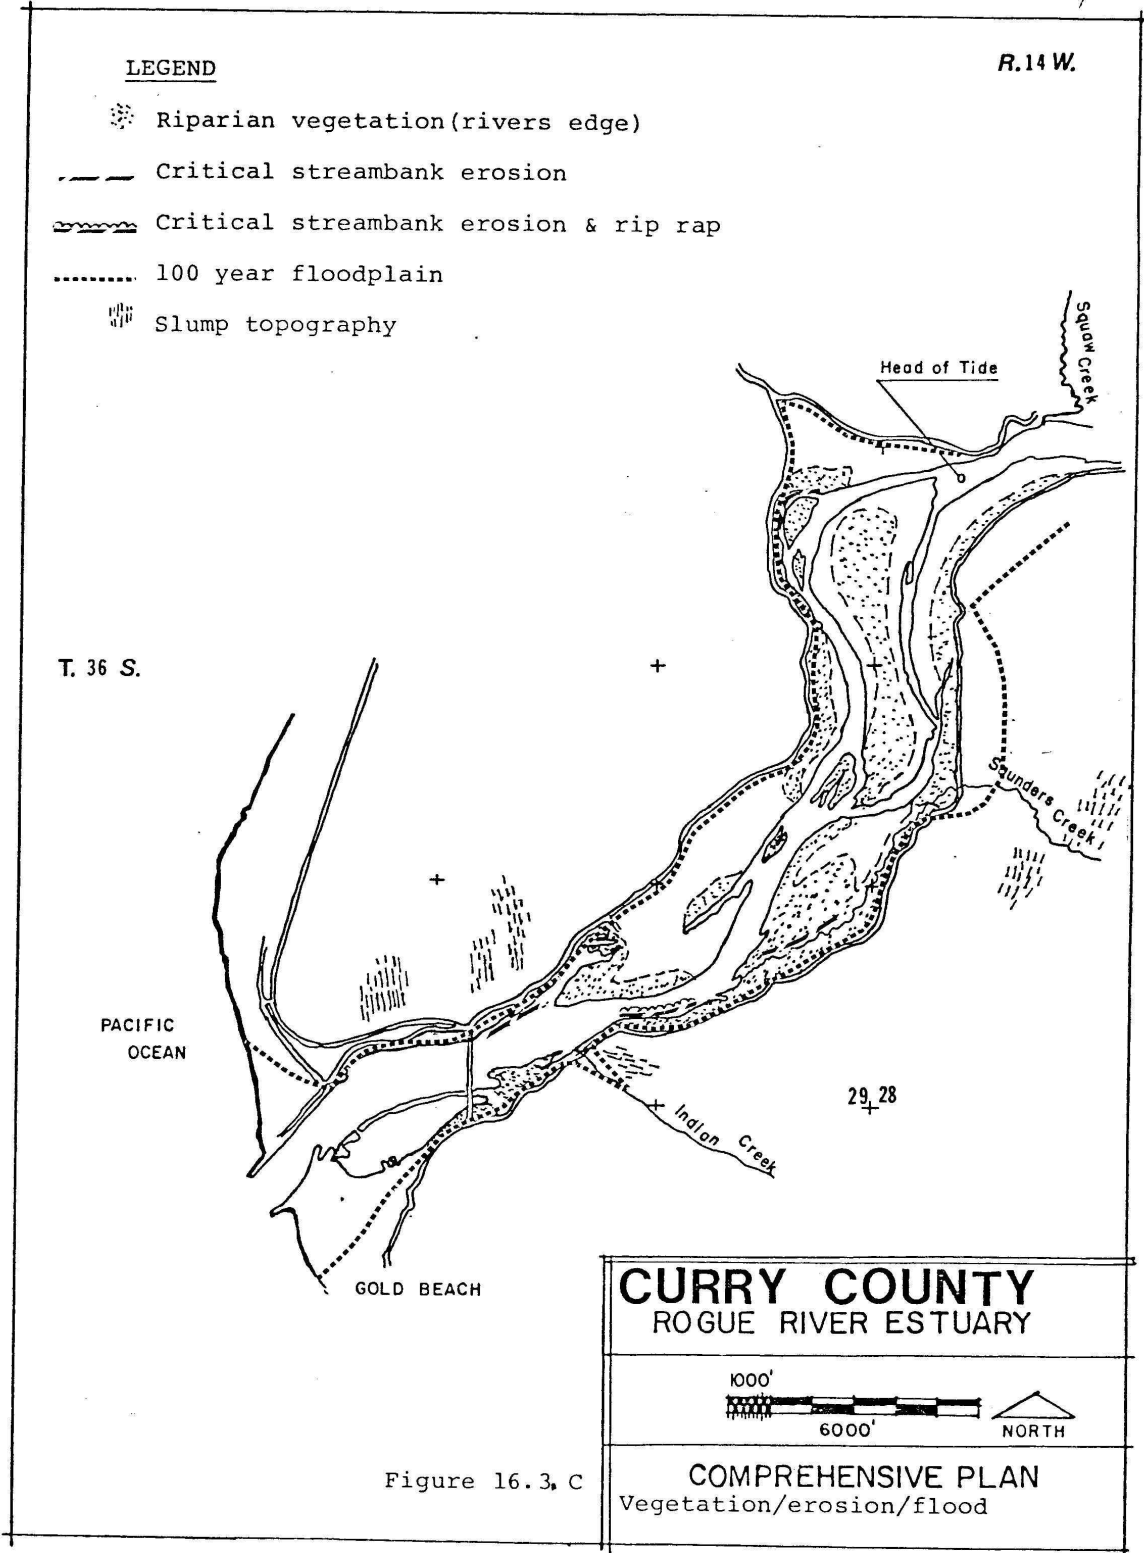 LEGEND
R.14 W.
Riparian vegetation(rivers edge)
Critical streambank erosion
Critical streambank erosion & rip rap
100 year floodplain
Slump topography
Squaw Creek
Head of Tide
T. 36 S.
Saunders Creek
PACIFIC
OCEAN
29 28
Indian Creek
GOLD BEACH
CURRY COUNTY
ROGUE RIVER ESTUARY
1000'
6000'
NORTH
Figure 16.3. C
COMPREHENSIVE PLAN
Vegetation/erosion/flood